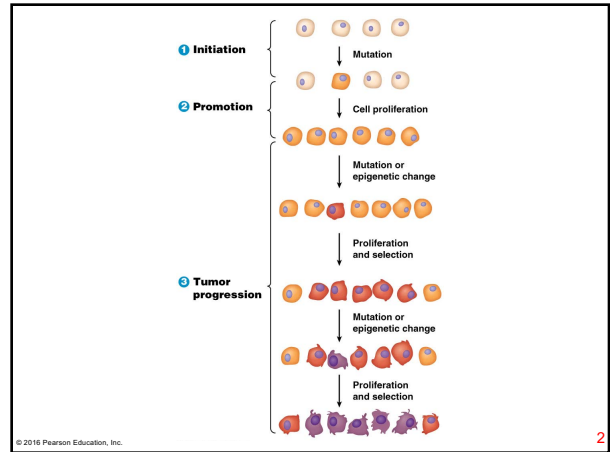 1 Initiation
Mutation
2 Promotion
Cell proliferation
Mutation or
epigenetic change
Proliferation
and selection
3 Tumor
progression
Mutation or
epigenetic change
Proliferation
and selection
© 2016 Pearson Education, Inc.
2